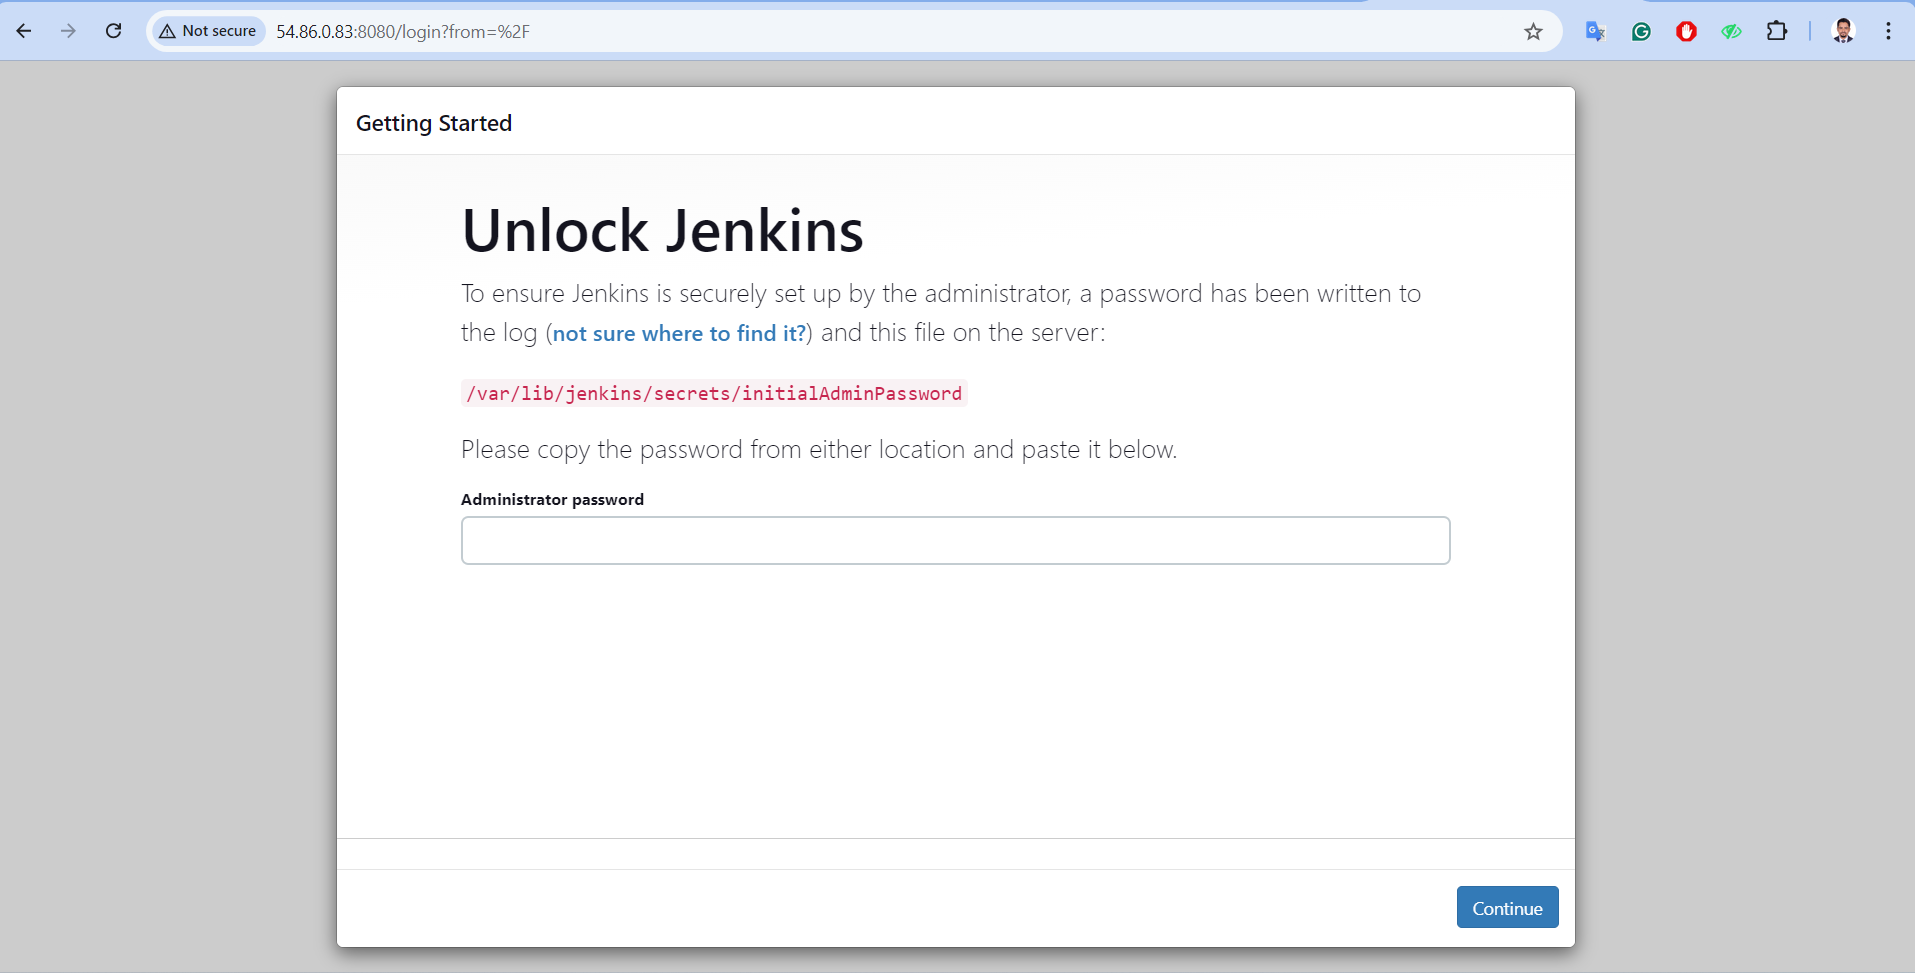 Not secure 54.86.0.83:8080/login?from=%2F
Getting Started
Unlock Jenkins
To ensure Jenkins is securely set up by the administrator, a password has been written to
the log (not sure where to find it?) and this file on the server:
/var/lib/jenkins/secrets/initialAdminPassword
Please copy the password from either location and paste it below.
Administrator password
Continue